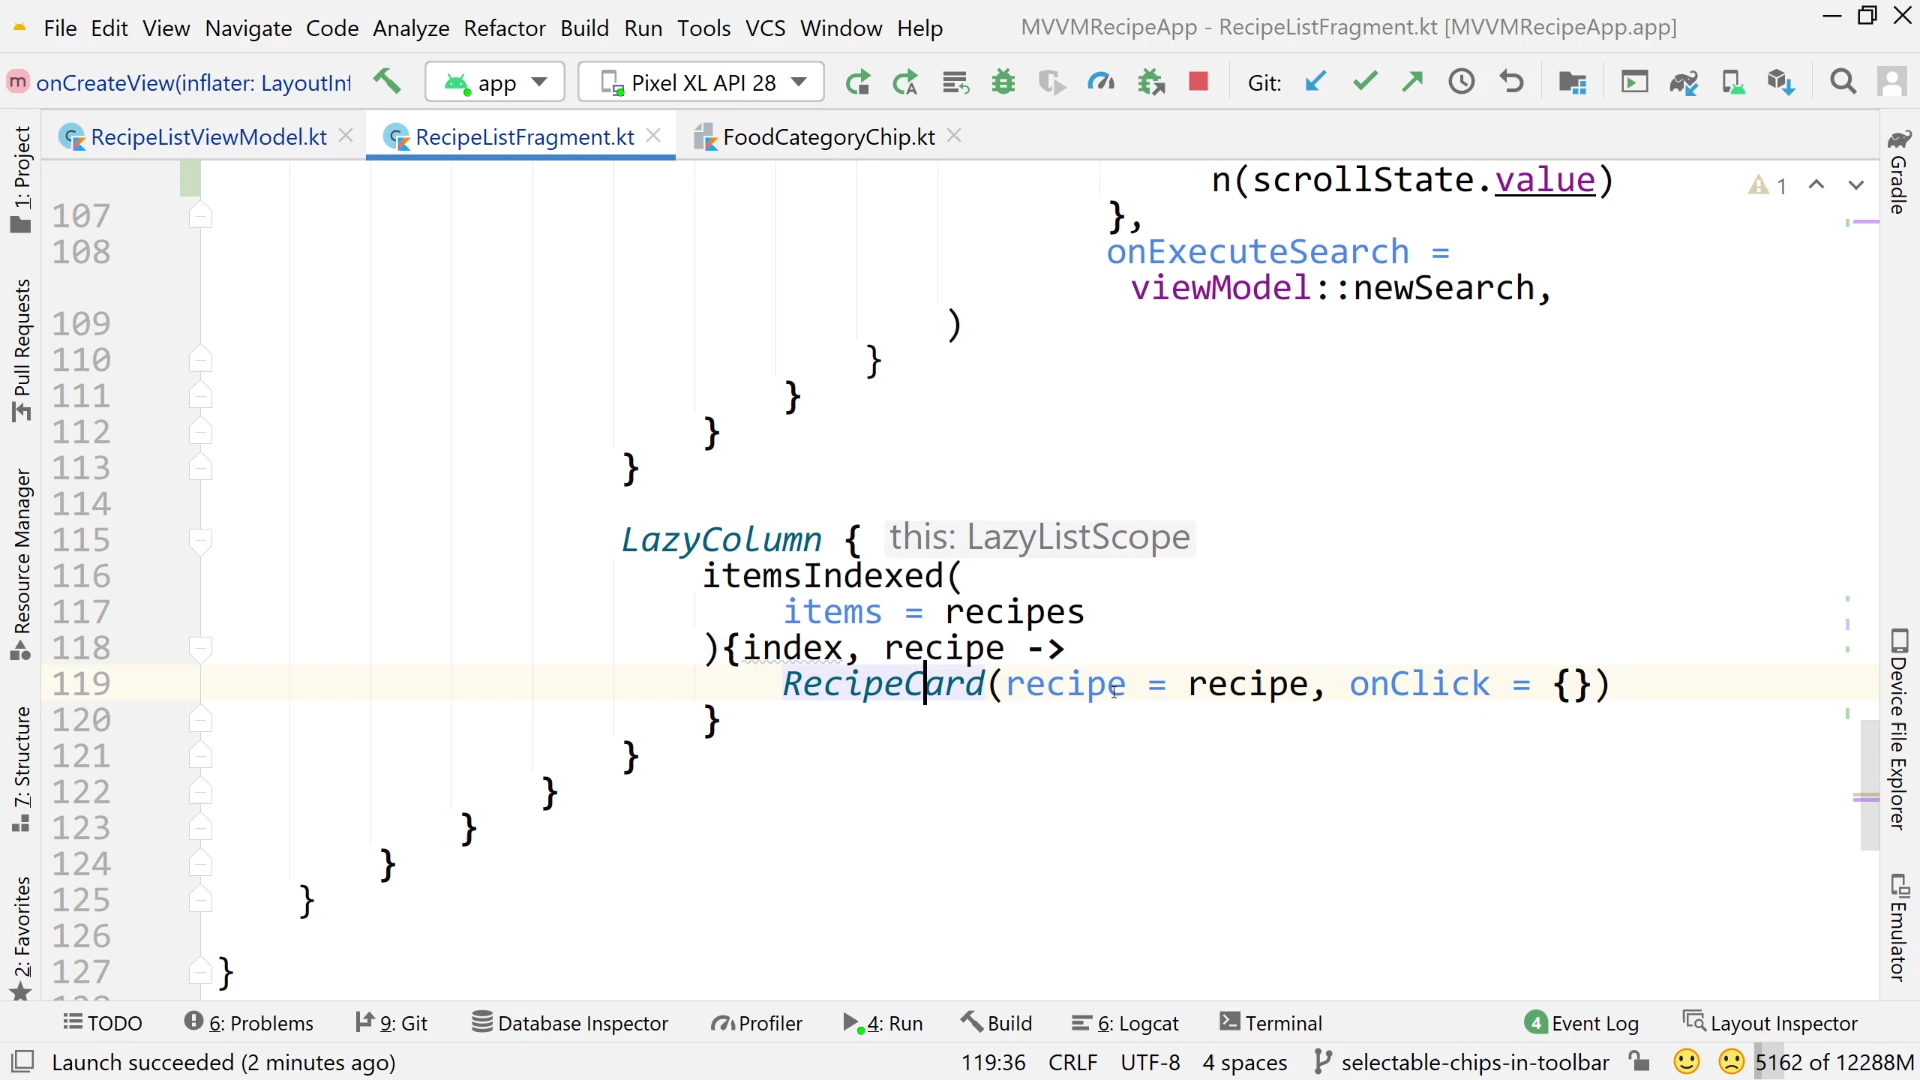 File Edit View Navigate Code Analyze Refactor Build Run Tools VCS Window Help MVVMRecipeApp - RecipeListFragment.kt [MVVMRecipeApp.app]
m onCreateView(inflater: LayoutInf app Pixel XL API 28 Git:
RecipeListViewModel.kt RecipeListFragment.kt FoodCategoryChip.kt
1: Project
Pull Requests
Resource Manager
7: Structure
2: Favorites
n(scrollState.value) 1
107 },
108 onExecuteSearch =
viewModel::newSearch,
109 )
110 }
111 }
112 }
113 }
114
115 LazyColumn { this: LazyListScope
116 itemsIndexed(
117 items = recipes
118 ){index, recipe ->
119 RecipeCard(recipe = recipe, onClick = {})
120 }
121 }
122 }
123 }
124 }
125 }
126
127 }
Gradle
Device File Explorer
Emulator
TODO 6: Problems 9: Git Database Inspector Profiler 4: Run Build 6: Logcat Terminal 4 Event Log Layout Inspector
Launch succeeded (2 minutes ago) 119:36 CRLF UTF-8 4 spaces selectable-chips-in-toolbar 5162 of 12288M